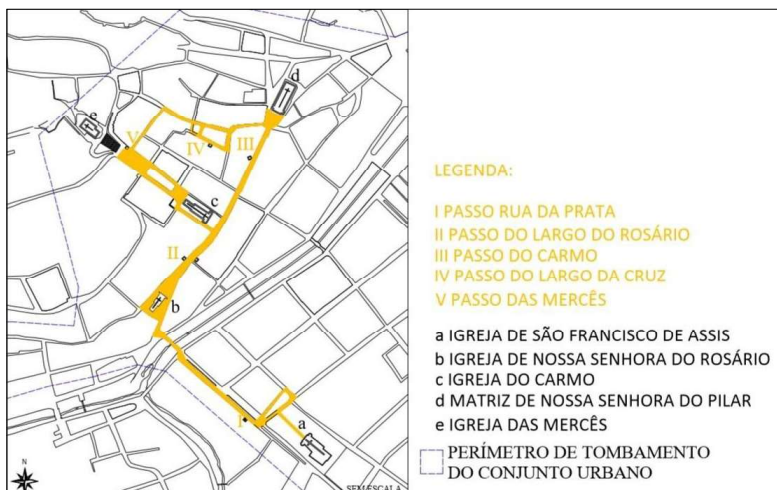 d
e
V
IV
III
c
II
b
I
a
N
SEM ESCALA
LEGENDA:
I PASSO RUA DA PRATA
II PASSO DO LARGO DO ROSÁRIO
III PASSO DO CARMO
IV PASSO DO LARGO DA CRUZ
V PASSO DAS MERCÊS
a IGREJA DE SÃO FRANCISCO DE ASSIS
b IGREJA DE NOSSA SENHORA DO ROSÁRIO
c IGREJA DO CARMO
d MATRIZ DE NOSSA SENHORA DO PILAR
e IGREJA DAS MERCÊS
PERÍMETRO DE TOMBAMENTO
DO CONJUNTO URBANO